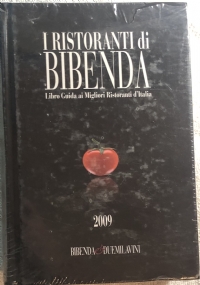 I RISTORANTI di
BIBENDA
Libro Guida ai Migliori Ristoranti d'Italia
2009
BIBENDA DUEMILAVINI